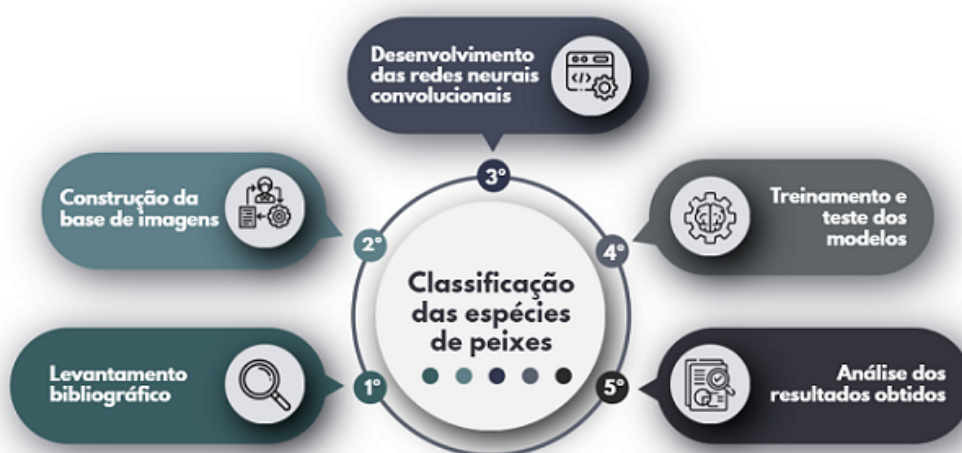 Desenvolvimento
das redes neurais
convolucionais
</>
3º
Construção da
base de imagens
2º
Treinamento e
teste dos
modelos
4º
Classificação
das espécies
de peixes
Levantamento
bibliográfico
1º
Análise dos
resultados obtidos
5º